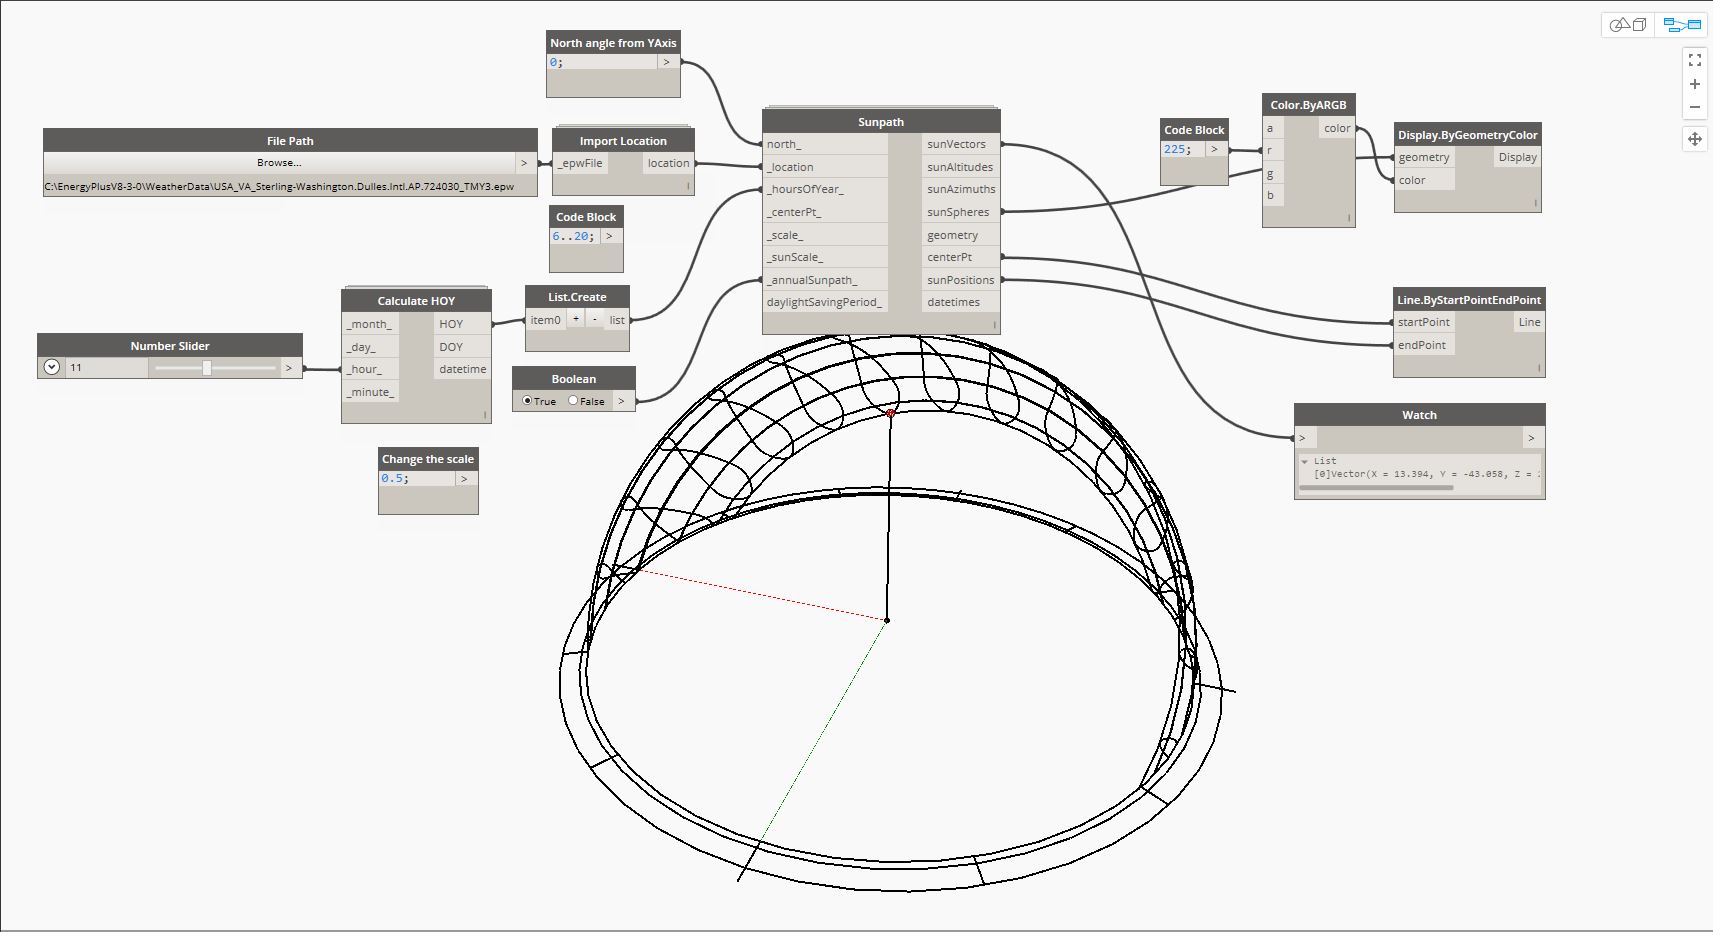 North angle from YAxis
0;
>
File Path
Browse...
>
C:\EnergyPlusV8-3-0\WeatherData\USA_VA_Sterling-Washington.Dulles.Intl.AP.724030_TMY3.epw
Import Location
_epwFile
location
Code Block
6..20;
>
Number Slider
11
>
Calculate HOY
_month_
HOY
_day_
DOY
_hour_
datetime
_minute_
List.Create
item0
+
-
list
Boolean
True
False
>
Change the scale
0.5;
>
Sunpath
north_
sunVectors
_location
sunAltitudes
_hoursOfYear_
sunAzimuths
_centerPt_
sunSpheres
_scale_
geometry
_sunScale_
centerPt
_annualSunpath_
sunPositions
daylightSavingPeriod_
datetimes
Code Block
225;
>
Color.ByARGB
a
color
r
g
b
Display.ByGeometryColor
geometry
Display
color
Line.ByStartPointEndPoint
startPoint
Line
endPoint
Watch
>
>
List
[0]Vector(X = 13.394, Y = -43.058, Z =